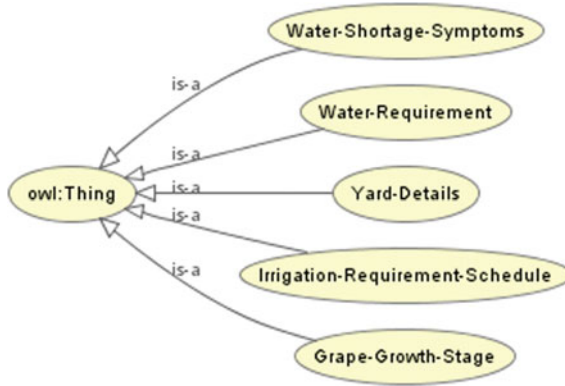 Water-Shortage-Symptoms
is-a
Water-Requirement
is-a
owl:Thing
is-a
Yard-Details
is-a
Irrigation-Requirement-Schedule
is-a
Grape-Growth-Stage